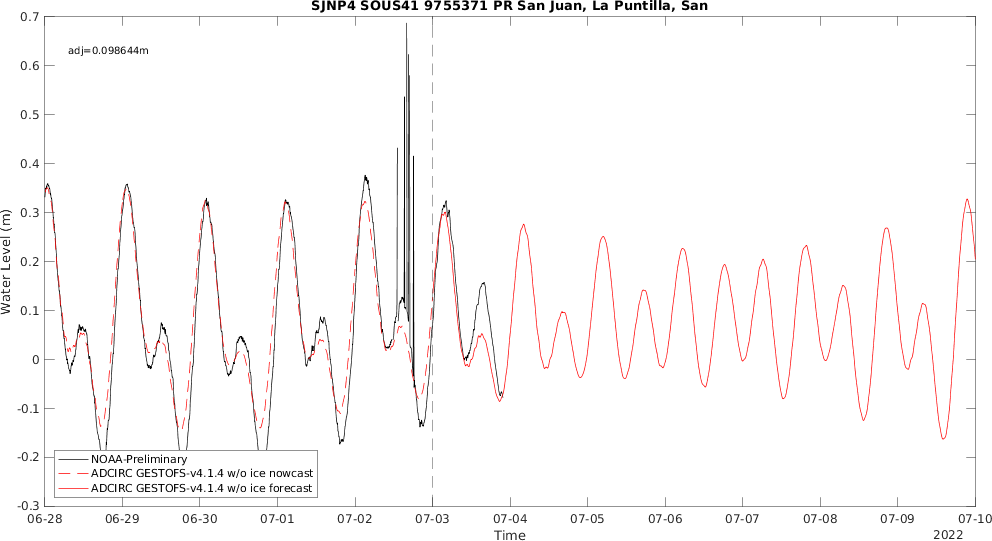 SJNP4 SOUS41 9755371 PR San Juan, La Puntilla, San
0.7
0.6
0.5
0.4
0.3
0.2
0.1
0
-0.1
-0.2
-0.3
Water Level (m)
adj=0.098644m
NOAA-Preliminary
ADCIRC GESTOFS-v4.1.4 w/o ice nowcast
ADCIRC GESTOFS-v4.1.4 w/o ice forecast
06-28 06-29 06-30 07-01 07-02 07-03 07-04 07-05 07-06 07-07 07-08 07-09 07-10
Time
2022